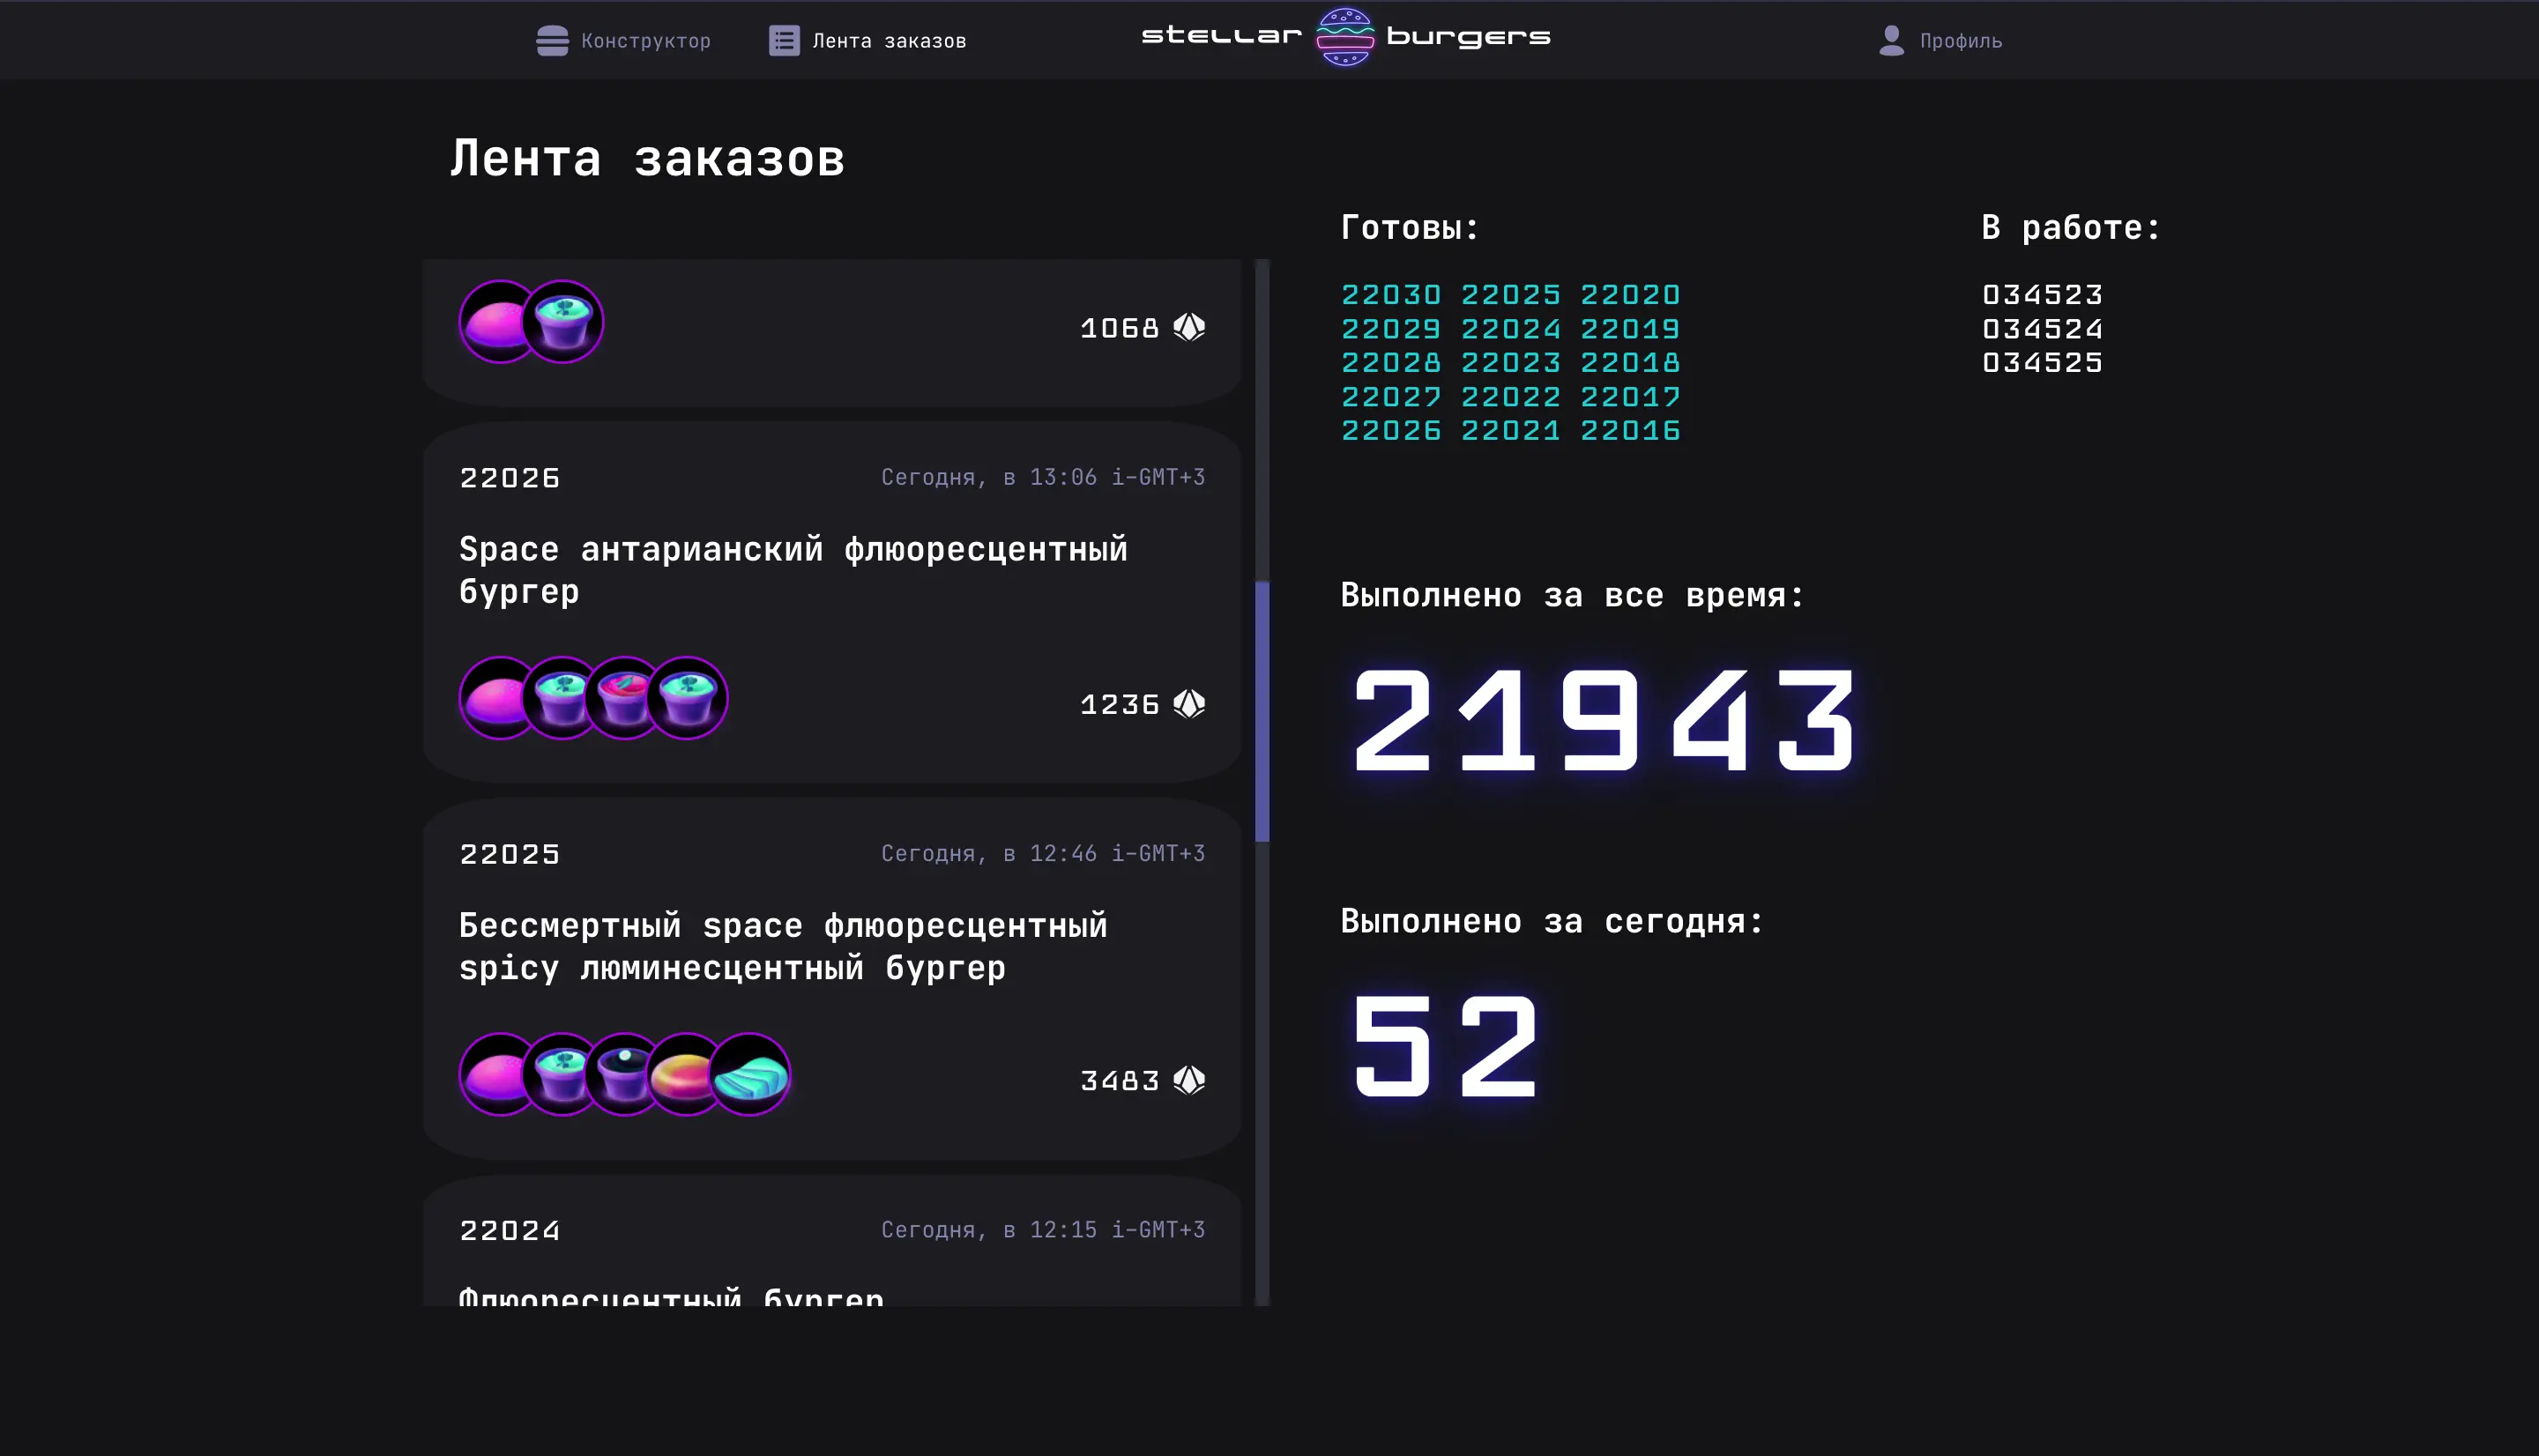 Конструктор
Лента заказов
stellar burgers
Профиль
Лента заказов
1068
22026
Сегодня, в 13:06 i-GMT+3
Space антарианский флюоресцентный
бургер
1236
22025
Сегодня, в 12:46 i-GMT+3
Бессмертный space флюоресцентный
spicy люминесцентный бургер
3483
22024
Сегодня, в 12:15 i-GMT+3
Флюоресцентный бургер
Готовы:
22030 22025 22020
22029 22024 22019
22028 22023 22018
22027 22022 22017
22026 22021 22016
В работе:
034523
034524
034525
Выполнено за все время:
21943
Выполнено за сегодня:
52